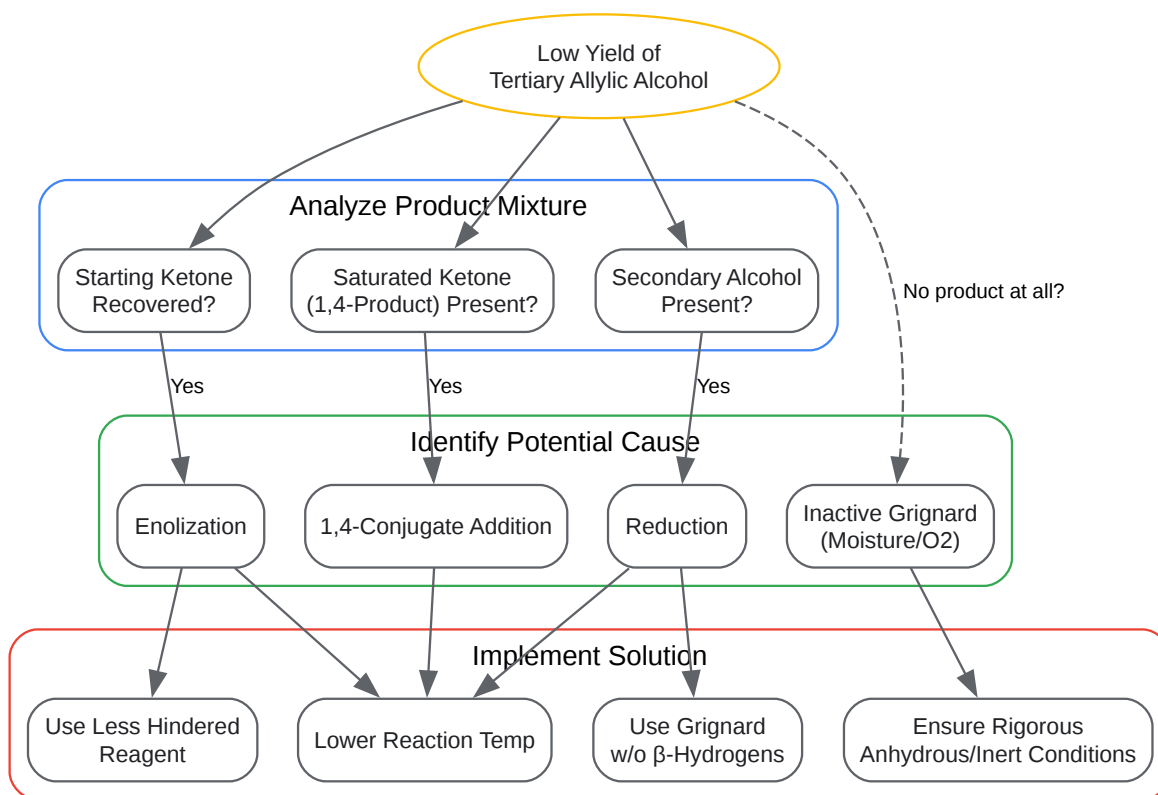 Low Yield of
Tertiary Allylic Alcohol
Analyze Product Mixture
Starting Ketone
Recovered?
Saturated Ketone
(1,4-Product) Present?
Secondary Alcohol
Present?
No product at all?
Yes
Yes
Yes
Identify Potential Cause
Enolization
1,4-Conjugate Addition
Reduction
Inactive Grignard
(Moisture/O2)
Implement Solution
Use Less Hindered
Reagent
Lower Reaction Temp
Use Grignard
w/o β-Hydrogens
Ensure Rigorous
Anhydrous/Inert Conditions